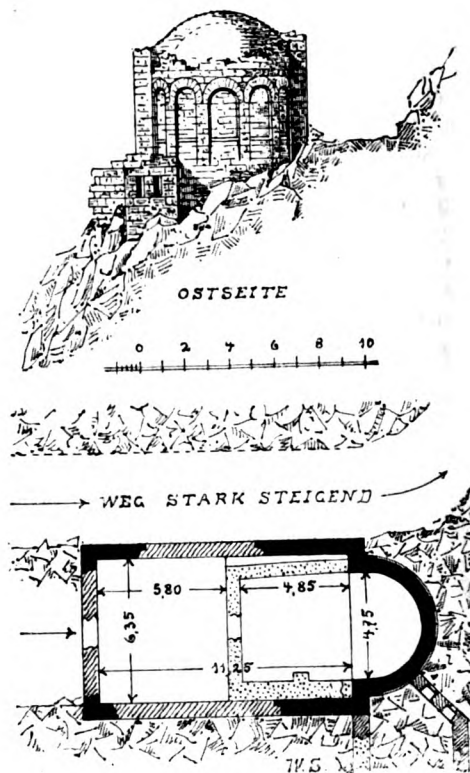 OSTSEITE
0 2 4 6 8 10
WEG STARK STEIGEND
5,80
4,85
6,35
4,75
11,25
W.S.